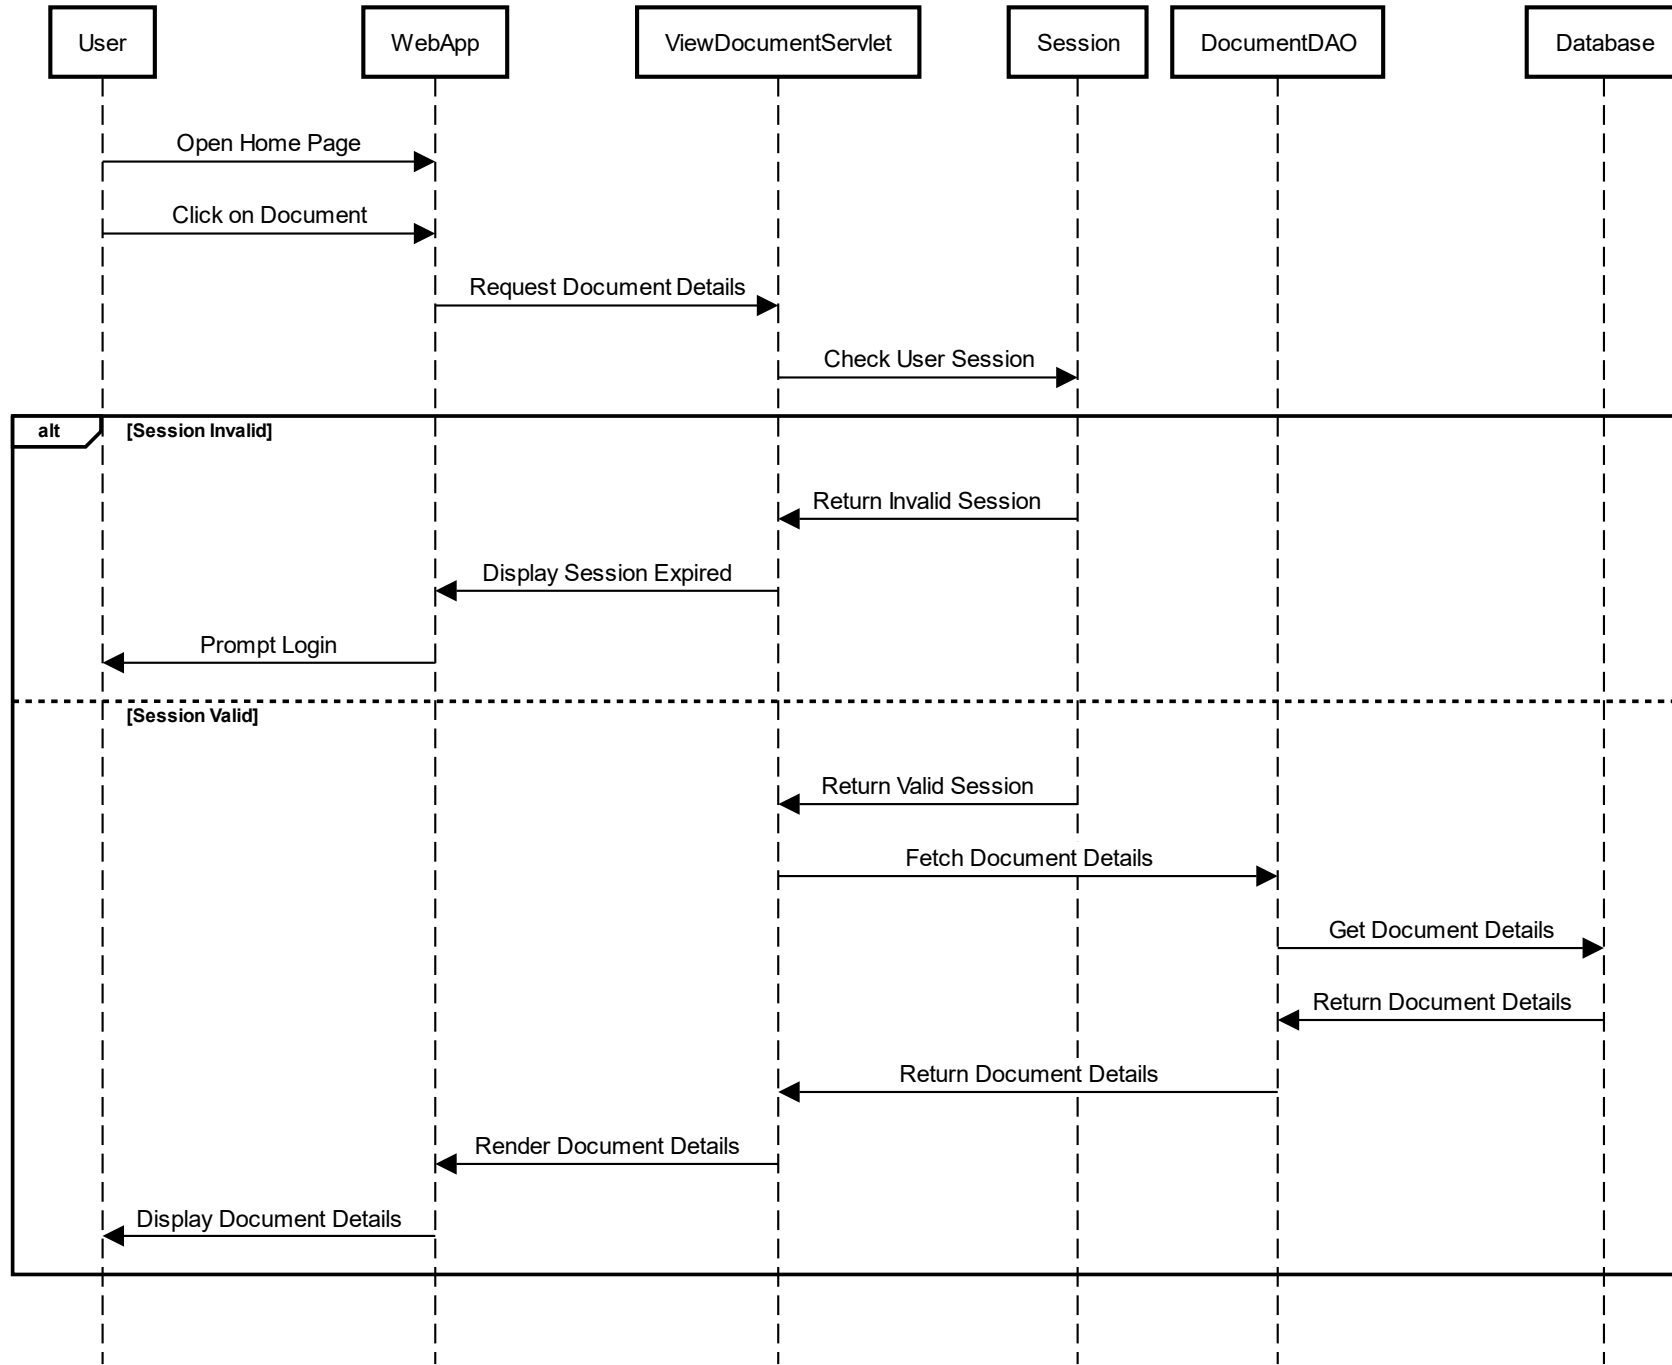 User
WebApp
ViewDocumentServlet
Session
DocumentDAO
Database
Open Home Page
Click on Document
Request Document Details
Check User Session
alt
[Session Invalid]
Return Invalid Session
Display Session Expired
Prompt Login
[Session Valid]
Return Valid Session
Fetch Document Details
Get Document Details
Return Document Details
Return Document Details
Render Document Details
Display Document Details